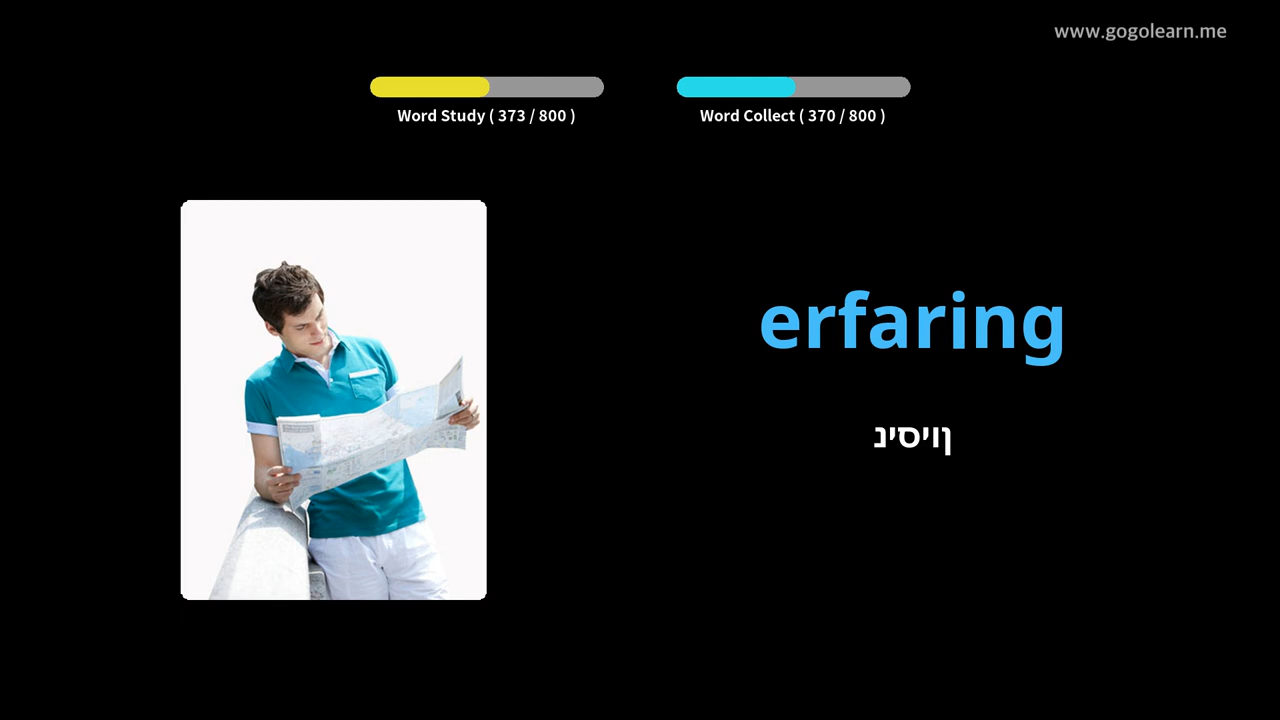 www.gogolearn.me
Word Study ( 373 / 800 )
Word Collect ( 370 / 800 )
erfaring
ןויסינ